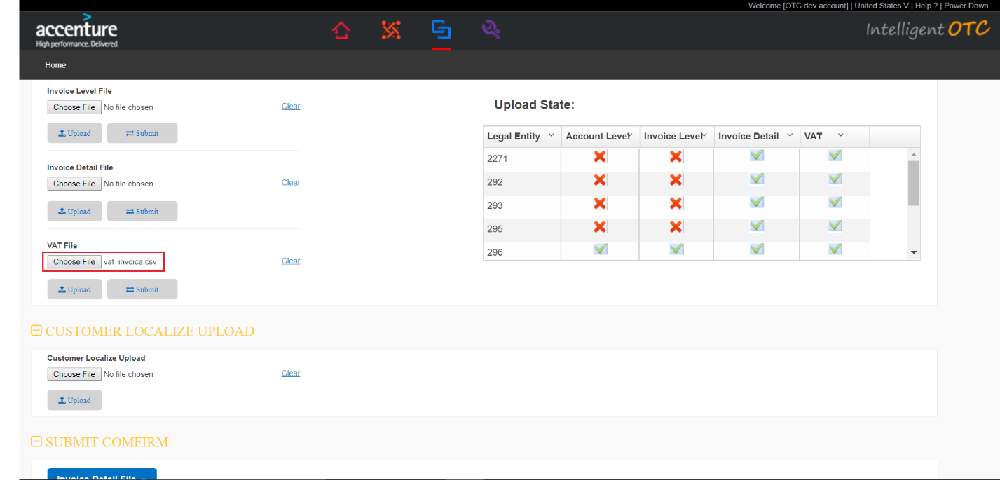 Welcome [OTC dev account] | United States V | Help ? | Power Down
accenture
High performance. Delivered.
Intelligent OTC
Home
Invoice Level File
Choose File No file chosen
Clear
Upload
Submit
Invoice Detail File
Choose File No file chosen
Clear
Upload
Submit
VAT File
Choose File vat_invoice.csv
Clear
Upload
Submit
Upload State:
Legal Entity Account Level Invoice Level Invoice Detail VAT
2271
292
293
295
296
CUSTOMER LOCALIZE UPLOAD
Customer Localize Upload
Choose File No file chosen
Clear
Upload
SUBMIT COMFIRM
Invoice Detail File